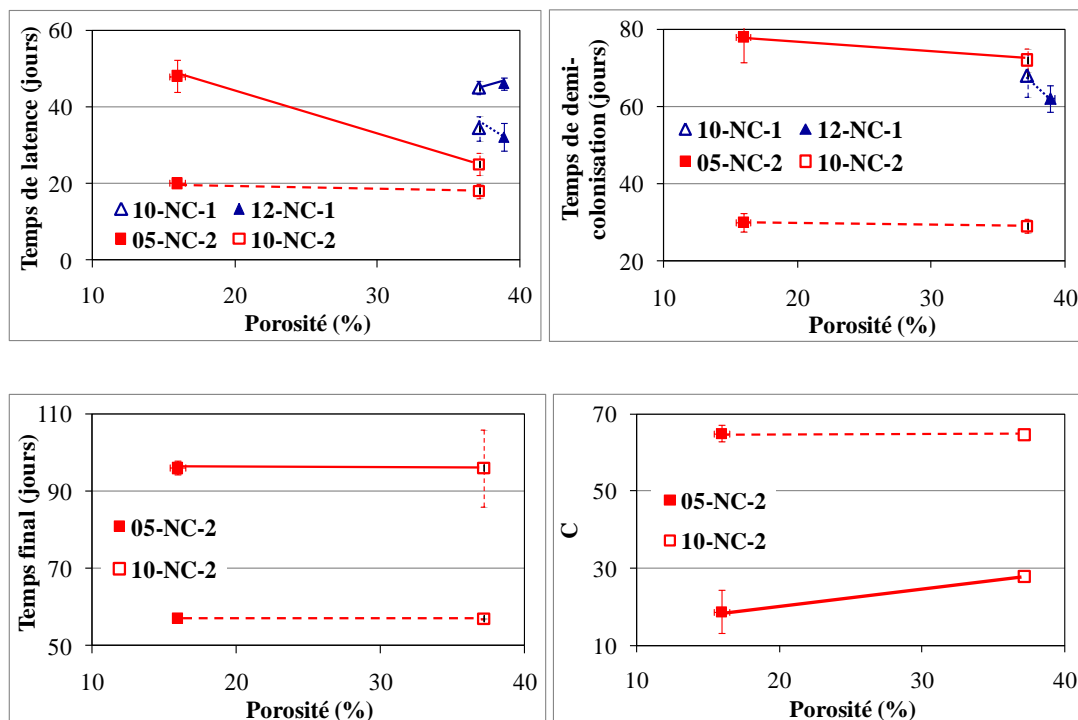 60
40
20
0
10 20 30 40
Temps de latence (jours)
Porosité (%)
10-NC-1 12-NC-1
05-NC-2 10-NC-2
80
60
40
20
10 20 30 40
Temps de demi-
colonisation (jours)
Porosité (%)
10-NC-1 12-NC-1
05-NC-2 10-NC-2
110
90
70
50
10 20 30 40
Temps final (jours)
Porosité (%)
05-NC-2
10-NC-2
70
50
30
10
10 20 30 40
C
Porosité (%)
05-NC-2
10-NC-2